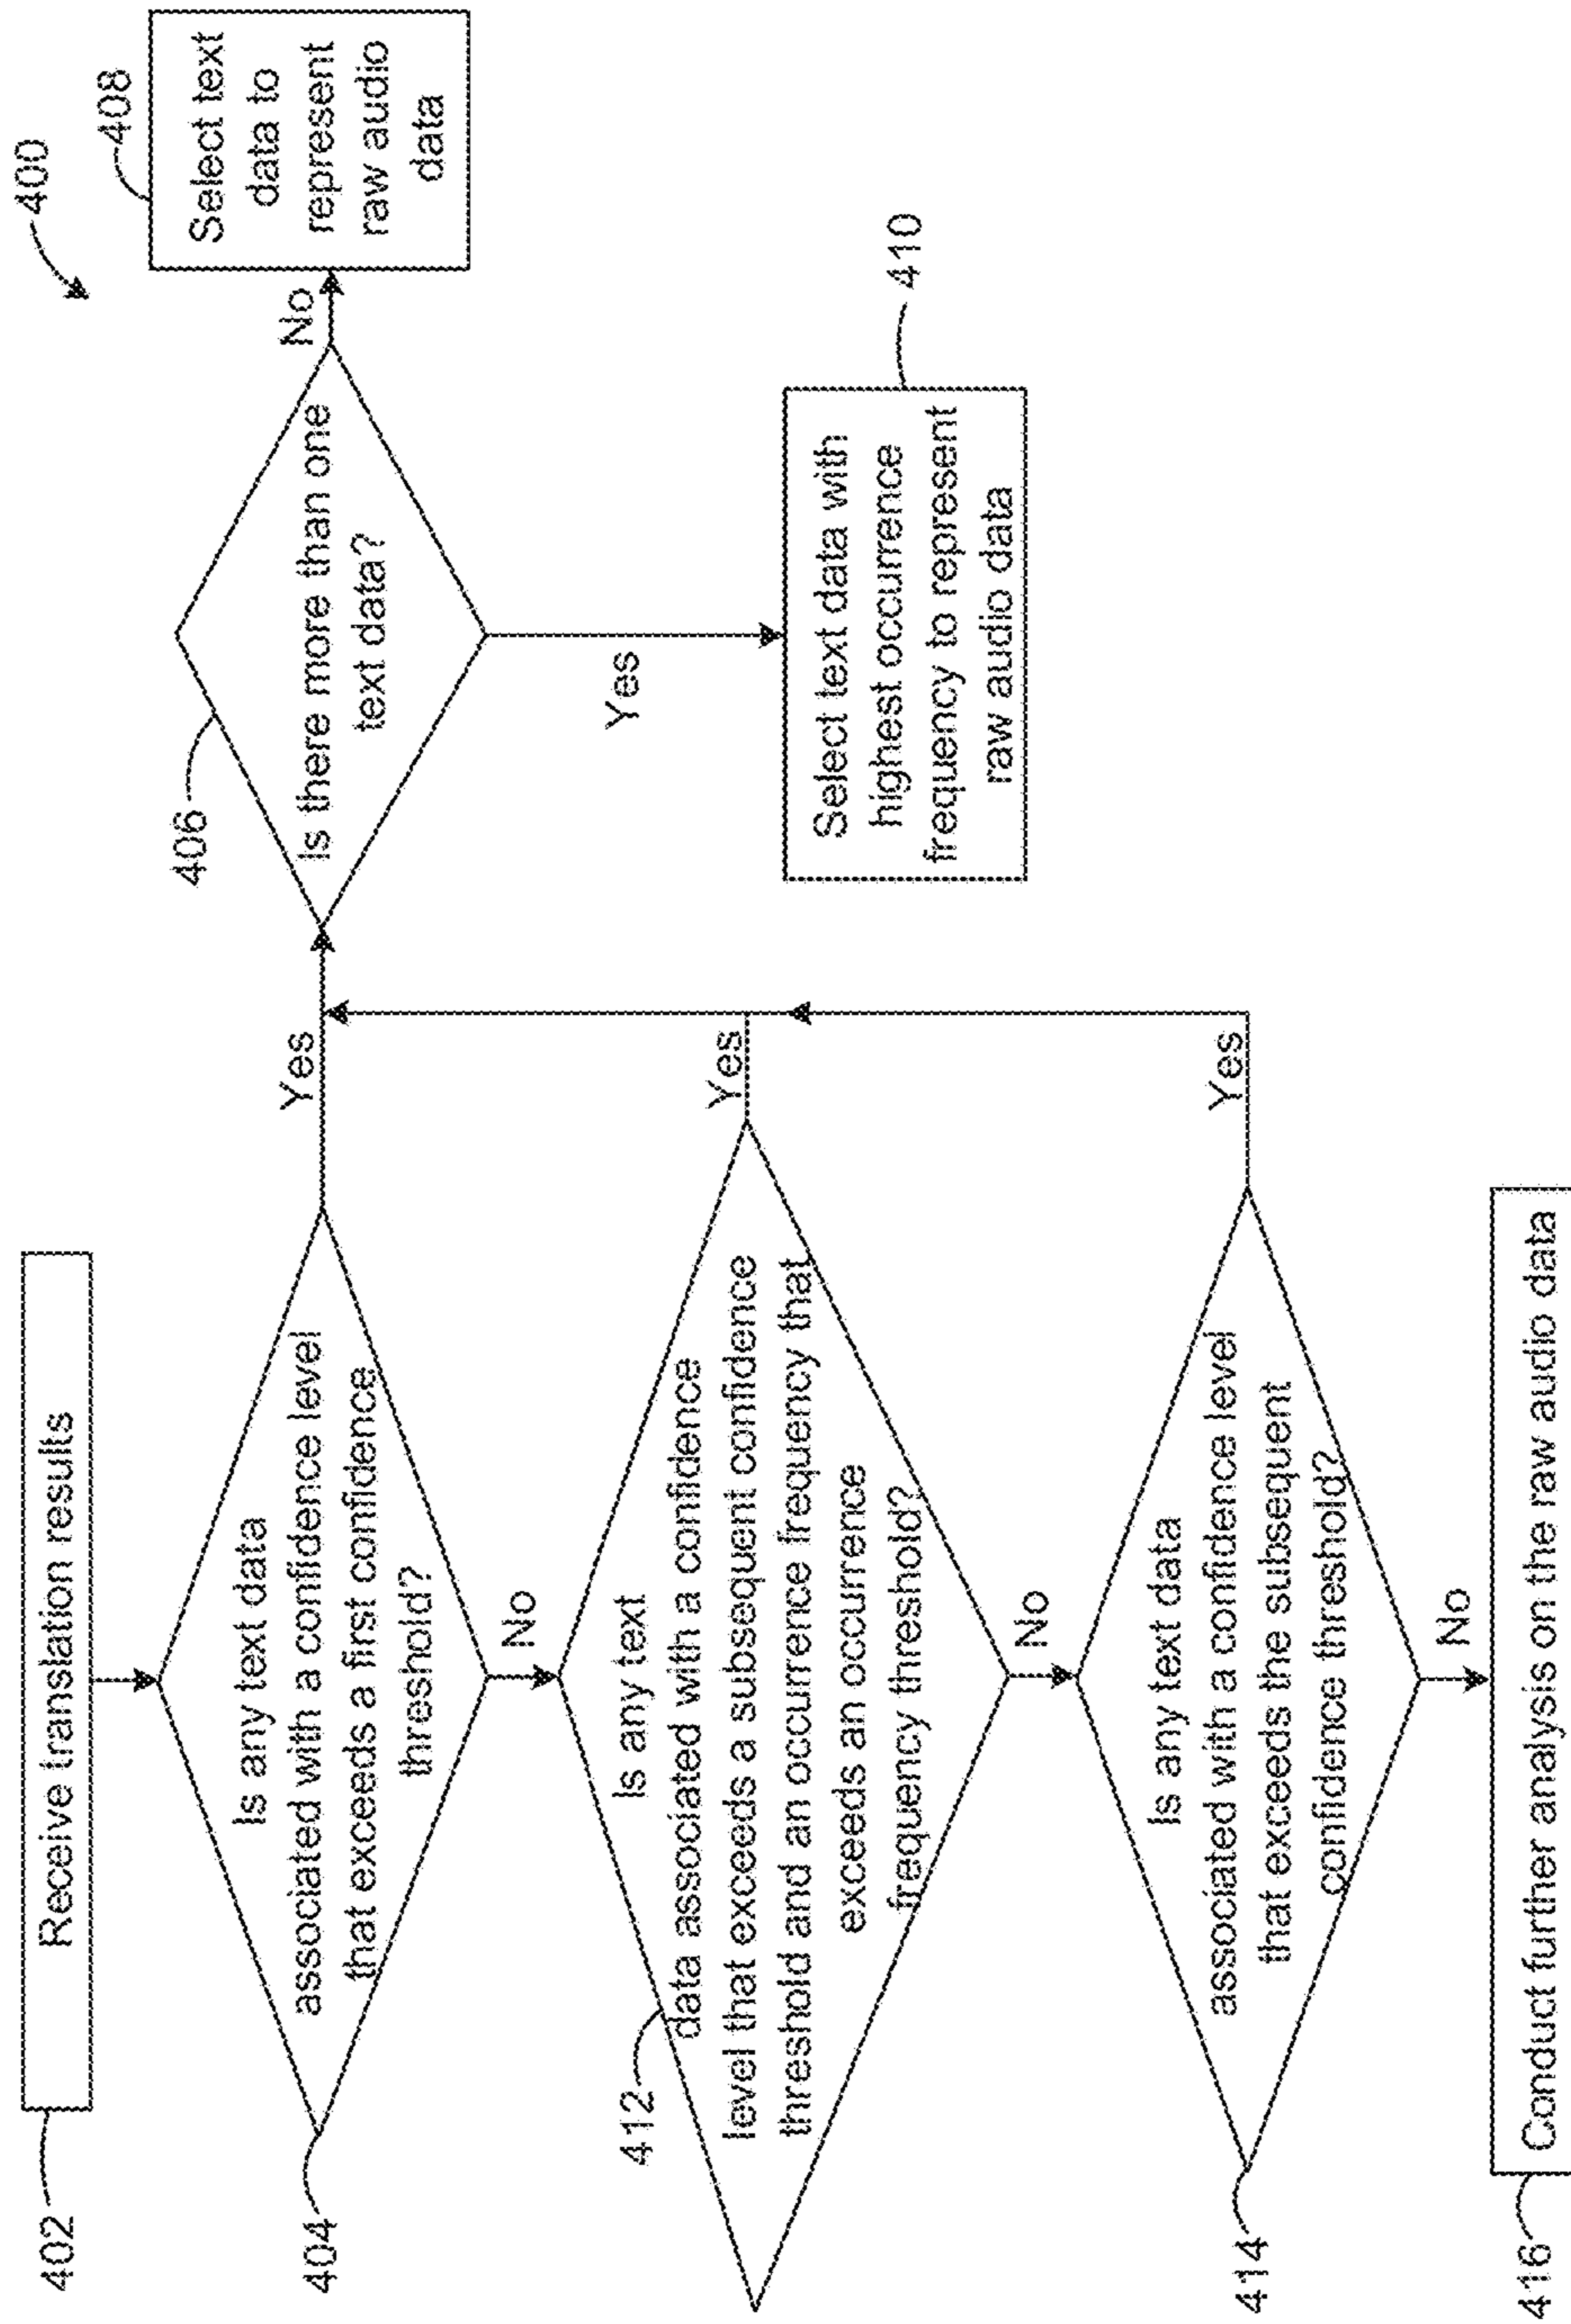 400
402
Receive translation results
404
Is any text data
associated with a confidence level
that exceeds a first confidence
threshold?
Yes
No
406
Is there more than one
text data?
No
Yes
408
Select text
data to
represent
raw audio
data
410
Select text data with
highest occurrence
frequency to represent
raw audio data
412
Is any text
data associated with a confidence
level that exceeds a subsequent confidence
threshold and an occurrence frequency that
exceeds an occurrence
frequency threshold?
Yes
No
414
Is any text data
associated with a confidence level
that exceeds the subsequent
confidence threshold?
Yes
No
416
Conduct further analysis on the raw audio data